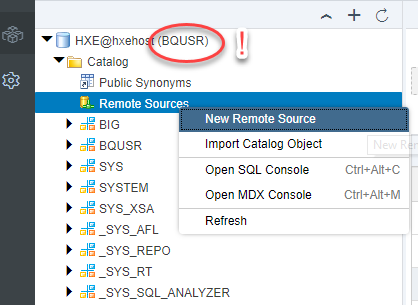 HXE@hxehost (BQUSR) !
Catalog
Public Synonyms
Remote Sources
New Remote Source
BIG
Import Catalog Object
New Rem
BQUSR
SYS
Open SQL Console Ctrl+Alt+C
SYSTEM
Open MDX Console Ctrl+Alt+M
SYS_XSA
Refresh
_SYS_AFL
_SYS_REPO
_SYS_RT
_SYS_SQL_ANALYZER